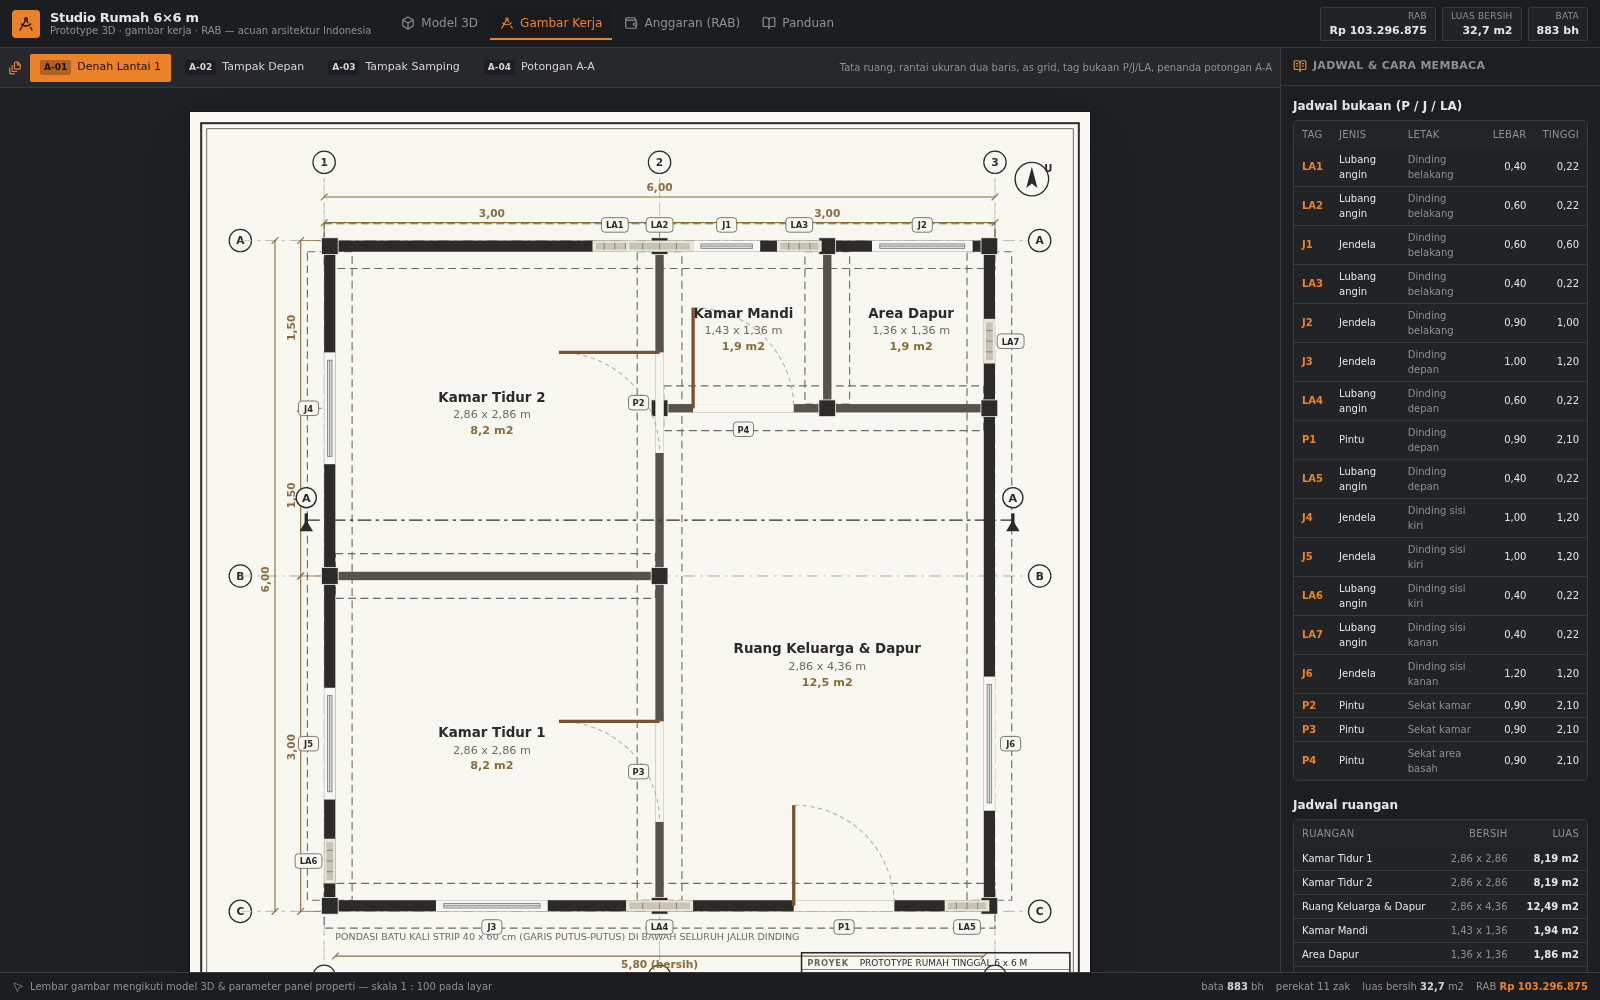 Studio Rumah 6×6 m
Prototype 3D · gambar kerja · RAB — acuan arsitektur Indonesia
Model 3D
Gambar Kerja
Anggaran (RAB)
Panduan
RAB
Rp 103.296.875
LUAS BERSIH
32,7 m2
BATA
883 bh
A-01 Denah Lantai 1
A-02 Tampak Depan
A-03 Tampak Samping
A-04 Potongan A-A
Tata ruang, rantai ukuran dua baris, as grid, tag bukaan P/J/LA, penanda potongan A-A
1
2
3
U
6,00
3,00
3,00
LA1
LA2
J1
LA3
J2
A
A
1,50
Kamar Mandi
1,43 x 1,36 m
1,9 m2
Area Dapur
1,36 x 1,36 m
1,9 m2
LA7
Kamar Tidur 2
2,86 x 2,86 m
8,2 m2
J4
P2
P4
1,50
A
A
B
6,00
B
Ruang Keluarga & Dapur
2,86 x 4,36 m
12,5 m2
Kamar Tidur 1
2,86 x 2,86 m
8,2 m2
3,00
J5
P3
J6
LA6
C
C
J3
LA4
P1
LA5
PONDASI BATU KALI STRIP 40 x 60 cm (GARIS PUTUS-PUTUS) DI BAWAH SELURUH JALUR DINDING
5,80 (bersih)
PROYEK PROTOTYPE RUMAH TINGGAL 6 x 6 M
JADWAL & CARA MEMBACA
Jadwal bukaan (P / J / LA)
TAG JENIS LETAK LEBAR TINGGI
LA1 Lubang angin Dinding belakang 0,40 0,22
LA2 Lubang angin Dinding belakang 0,60 0,22
J1 Jendela Dinding belakang 0,60 0,60
LA3 Lubang angin Dinding belakang 0,40 0,22
J2 Jendela Dinding belakang 0,90 1,00
J3 Jendela Dinding depan 1,00 1,20
LA4 Lubang angin Dinding depan 0,60 0,22
P1 Pintu Dinding depan 0,90 2,10
LA5 Lubang angin Dinding depan 0,40 0,22
J4 Jendela Dinding sisi kiri 1,00 1,20
J5 Jendela Dinding sisi kiri 1,00 1,20
LA6 Lubang angin Dinding sisi kiri 0,40 0,22
LA7 Lubang angin Dinding sisi kanan 0,40 0,22
J6 Jendela Dinding sisi kanan 1,20 1,20
P2 Pintu Sekat kamar 0,90 2,10
P3 Pintu Sekat kamar 0,90 2,10
P4 Pintu Sekat area basah 0,90 2,10
Jadwal ruangan
RUANGAN BERSIH LUAS
Kamar Tidur 1 2,86 x 2,86 8,19 m2
Kamar Tidur 2 2,86 x 2,86 8,19 m2
Ruang Keluarga & Dapur 2,86 x 4,36 12,49 m2
Kamar Mandi 1,43 x 1,36 1,94 m2
Area Dapur 1,36 x 1,36 1,86 m2
Lembar gambar mengikuti model 3D & parameter panel properti — skala 1 : 100 pada layar
bata 883 bh perekat 11 zak luas bersih 32,7 m2 RAB Rp 103.296.875